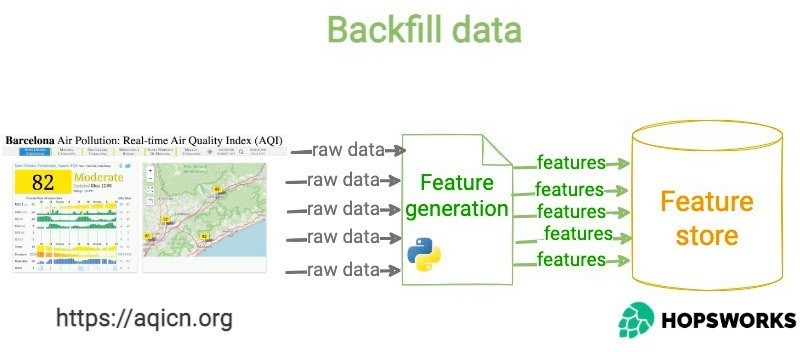 Backfill data
Barcelona Air Pollution: Real-time Air Quality Index (AQI)
82
Moderate
raw data
raw data
raw data
raw data
raw data
Feature
generation
features
features
features
features
features
Feature
store
https://aqicn.org
HOPSWORKS